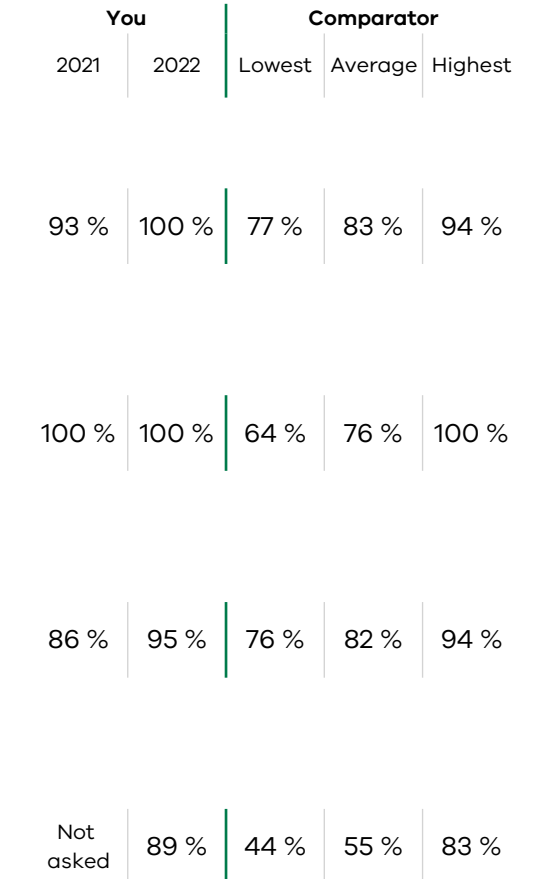 You Comparator
2021 2022 Lowest Average Highest
93 % 100 % 77 % 83 % 94 %
100 % 100 % 64 % 76 % 100 %
86 % 95 % 76 % 82 % 94 %
Not
asked 89 % 44 % 55 % 83 %